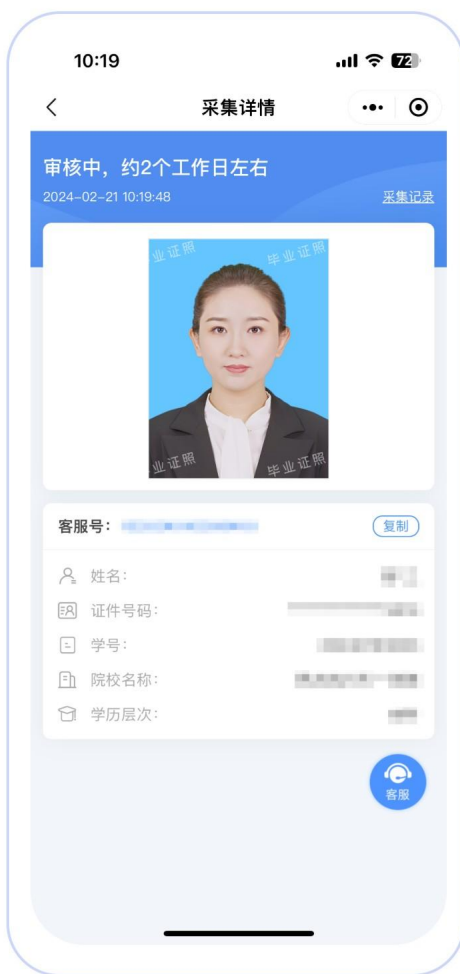 10:19
72
采集详情
审核中，约2个工作日左右
2024-02-21 10:19:48
采集记录
业证照
毕业证照
业证照
毕业证照
客服号：
复制
姓名：
证件号码：
学号：
院校名称：
学历层次：
客服